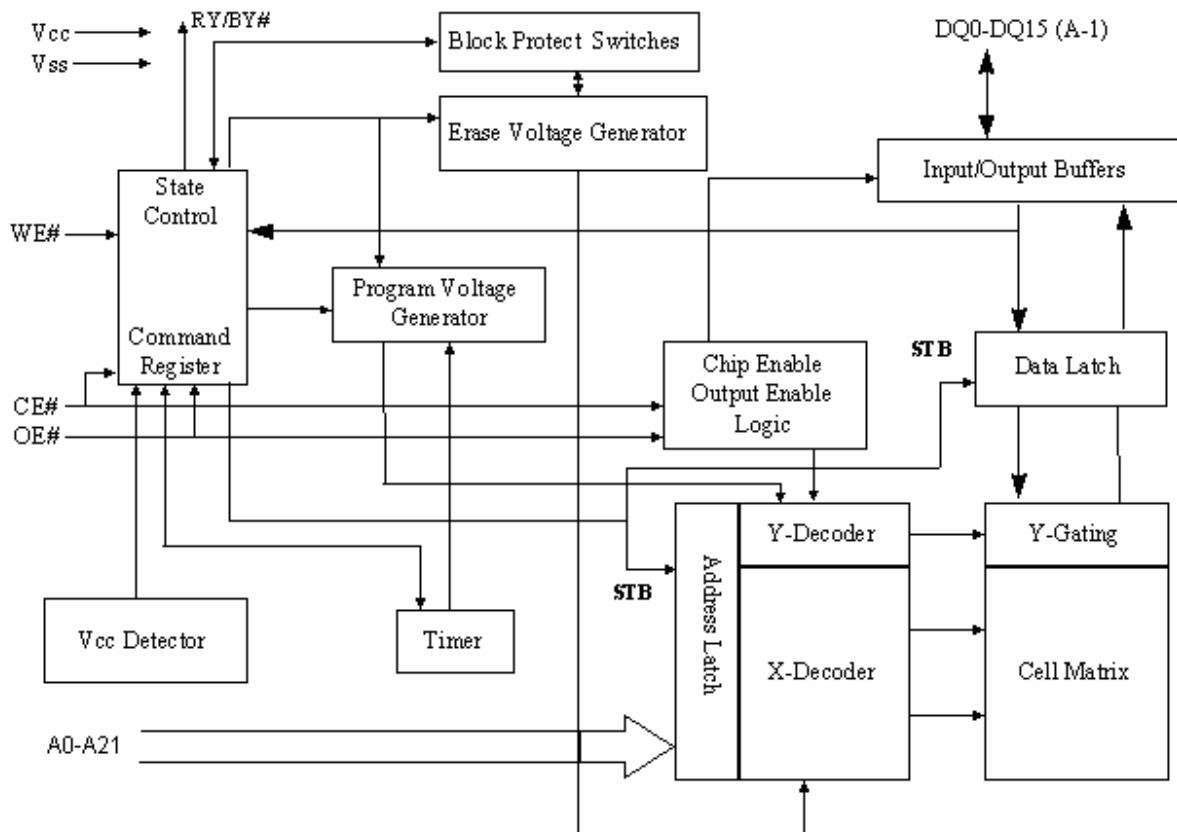 Vcc
Vss
RY/BY#
Block Protect Switches
DQ0-DQ15 (A-1)
Erase Voltage Generator
Input/Output Buffers
State
Control
WE#
Program Voltage
Generator
Command
Register
STB
Chip Enable
Output Enable
Logic
Data Latch
CE#
OE#
Address Latch
Y-Decoder
Y-Gating
STB
Vcc Detector
Timer
X-Decoder
Cell Matrix
A0-A21